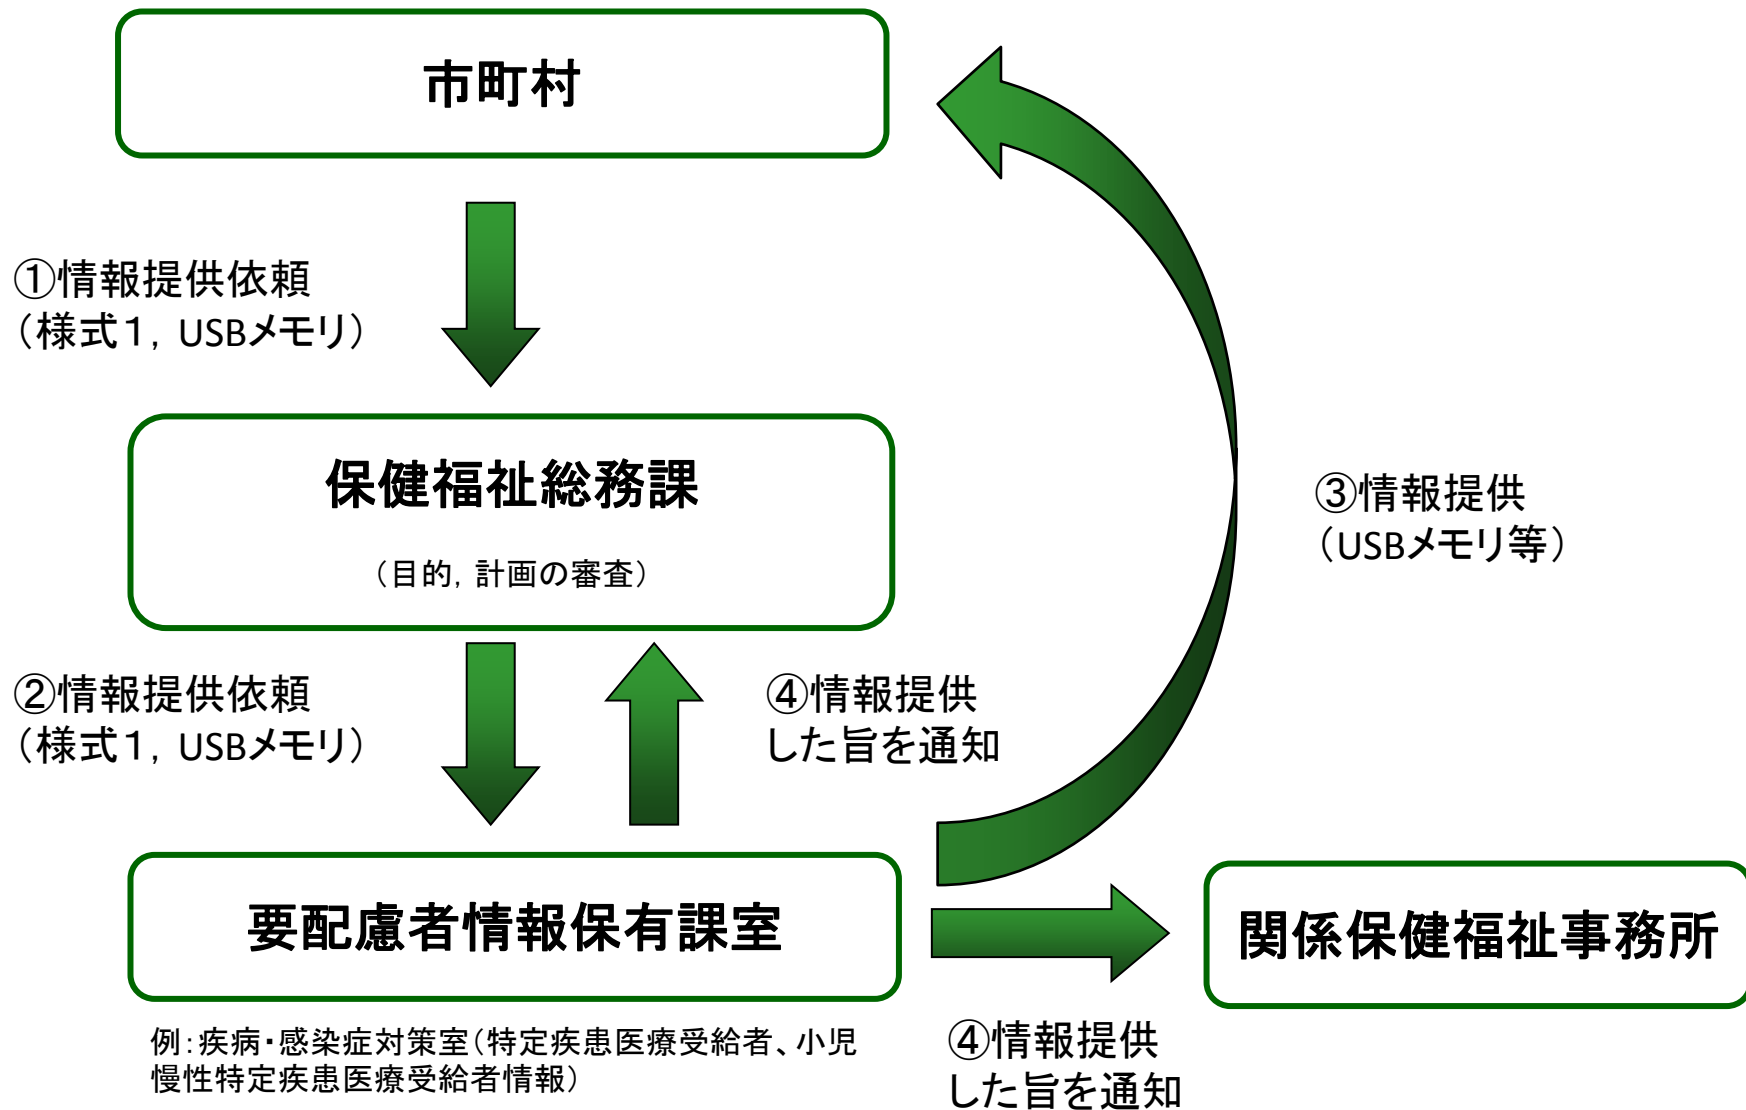 市町村
①情報提供依頼
（様式１，USBメモリ）
保健福祉総務課
（目的，計画の審査）
③情報提供
（USBメモリ等）
②情報提供依頼
（様式１，USBメモリ）
④情報提供
した旨を通知
要配慮者情報保有課室
関係保健福祉事務所
例：疾病・感染症対策室（特定疾患医療受給者、小児
慢性特定疾患医療受給者情報）
④情報提供
した旨を通知